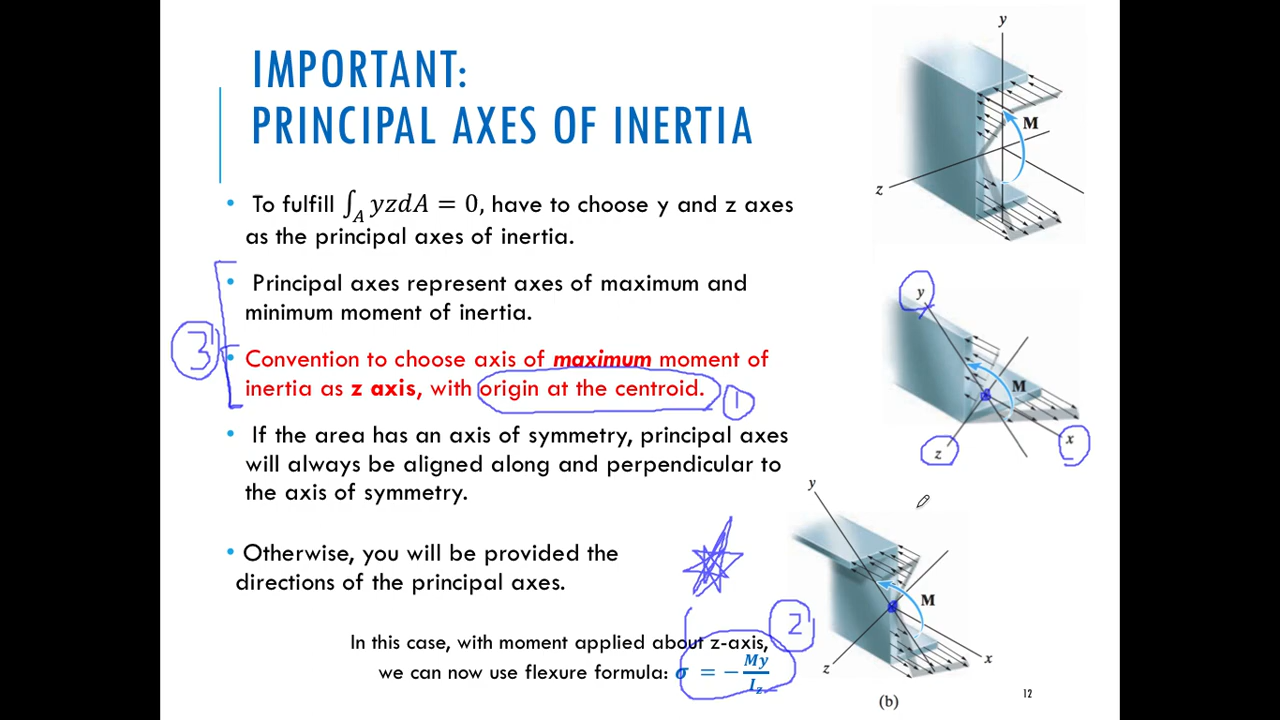 IMPORTANT:
PRINCIPAL AXES OF INERTIA
• To fulfill ∫_A yzdA = 0, have to choose y and z axes
as the principal axes of inertia.
• Principal axes represent axes of maximum and
minimum moment of inertia.
• Convention to choose axis of maximum moment of
inertia as z axis, with origin at the centroid.
• If the area has an axis of symmetry, principal axes
will always be aligned along and perpendicular to
the axis of symmetry.
• Otherwise, you will be provided the
directions of the principal axes.
In this case, with moment applied about z-axis,
we can now use flexure formula: σ = − My/I_z
3
1
2
y
M
z
y
M
z
x
y
M
z
x
(b)
12